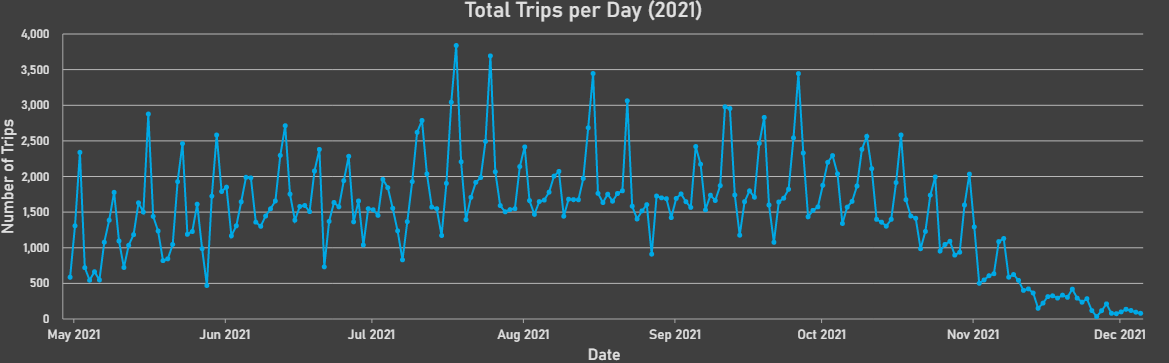 Total Trips per Day (2021)
4,000
3,500
3,000
2,500
2,000
1,500
1,000
500
0
Number of Trips
May 2021 Jun 2021 Jul 2021 Aug 2021 Sep 2021 Oct 2021 Nov 2021 Dec 2021
Date